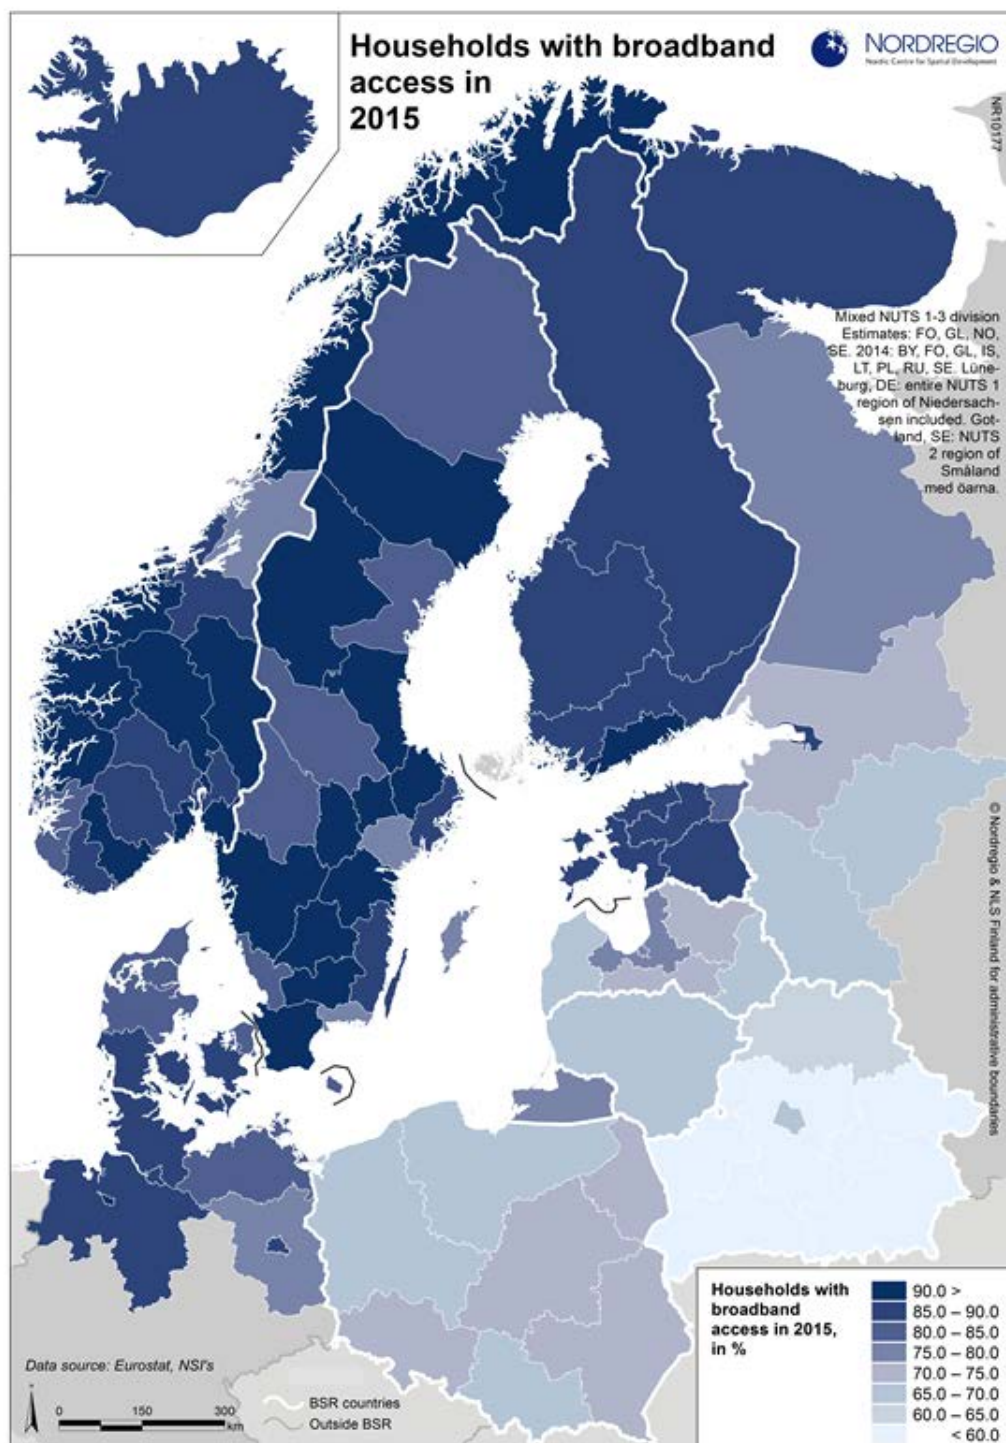 Households with broadband
access in
2015
NORDREGIO
Nordic Centre for Spatial Development
NR10177
Mixed NUTS 1-3 division
Estimates: FO, GL, NO,
SE. 2014: BY, FO, GL, IS,
LT, PL, RU, SE. Lüne-
burg, DE: entire NUTS 1
region of Niedersach-
sen included. Got-
land, SE: NUTS
2 region of
Småland
med öarna.
© Nordregio & NLS Finland for administrative boundaries
Households with
broadband
access in 2015,
in %
90.0 >
85.0 – 90.0
80.0 – 85.0
75.0 – 80.0
70.0 – 75.0
65.0 – 70.0
60.0 – 65.0
< 60.0
Data source: Eurostat, NSI's
0 150 300
km
BSR countries
Outside BSR